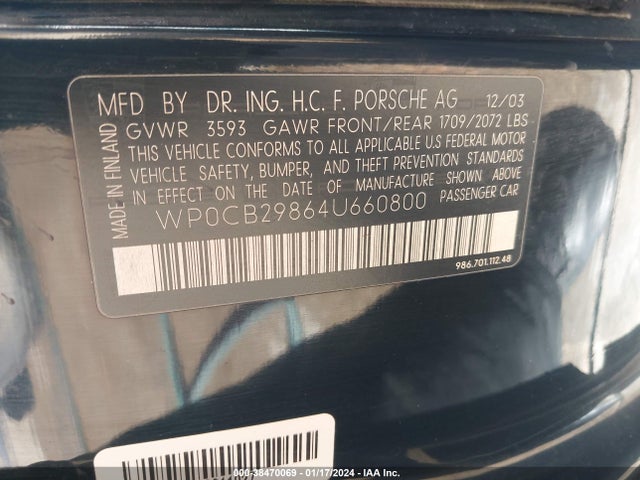 MFD BY DR. ING. H.C. F. PORSCHE AG 12/03
GVWR 3593 GAWR FRONT/REAR 1709/2072 LBS
THIS VEHICLE CONFORMS TO ALL APPLICABLE U.S FEDERAL MOTOR
VEHICLE SAFETY, BUMPER, AND THEFT PREVENTION STANDARDS
IN EFFECT ON THE DATE OF MANUFACTURE SHOWN ABOVE
WP0CB29864U660800 PASSENGER CAR
MADE IN FINLAND
986.701.112.48
000-38470069 - 01/17/2024 - IAA Inc.